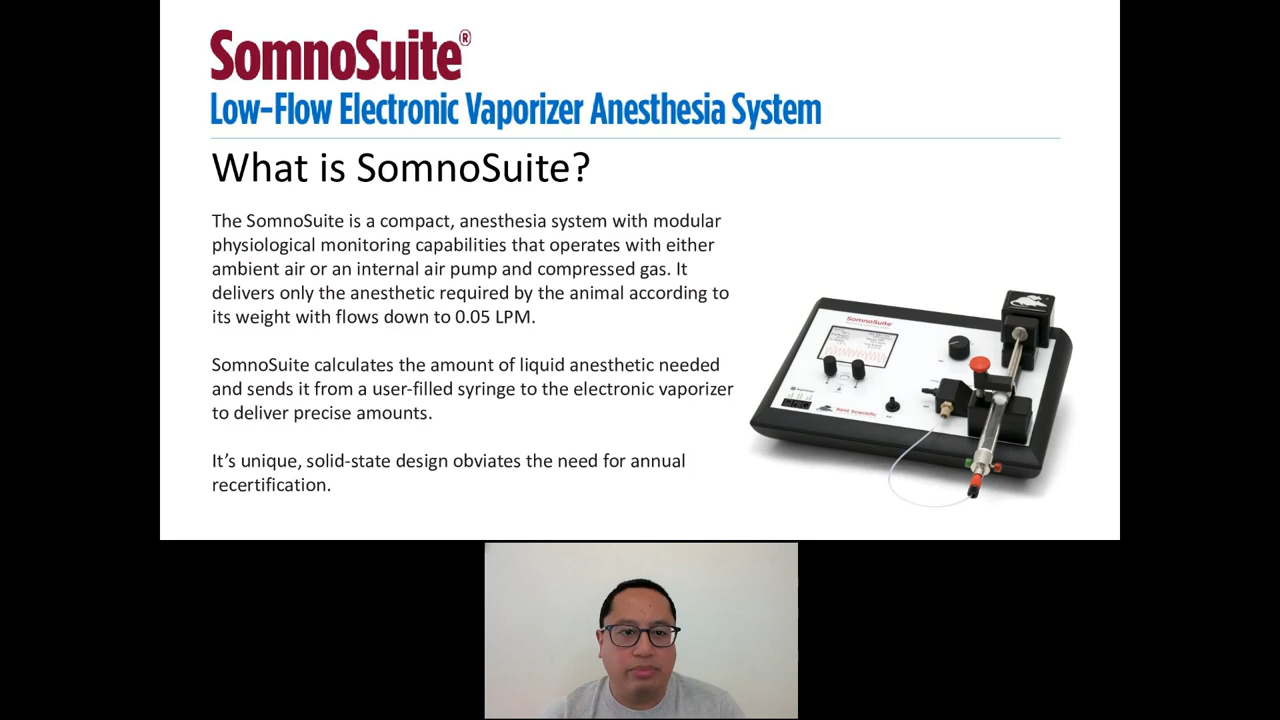 SomnoSuite®
Low-Flow Electronic Vaporizer Anesthesia System
What is SomnoSuite?
The SomnoSuite is a compact, anesthesia system with modular
physiological monitoring capabilities that operates with either
ambient air or an internal air pump and compressed gas. It
delivers only the anesthetic required by the animal according to
its weight with flows down to 0.05 LPM.
SomnoSuite calculates the amount of liquid anesthetic needed
and sends it from a user-filled syringe to the electronic vaporizer
to deliver precise amounts.
It's unique, solid-state design obviates the need for annual
recertification.
SomnoSuite
Kent Scientific